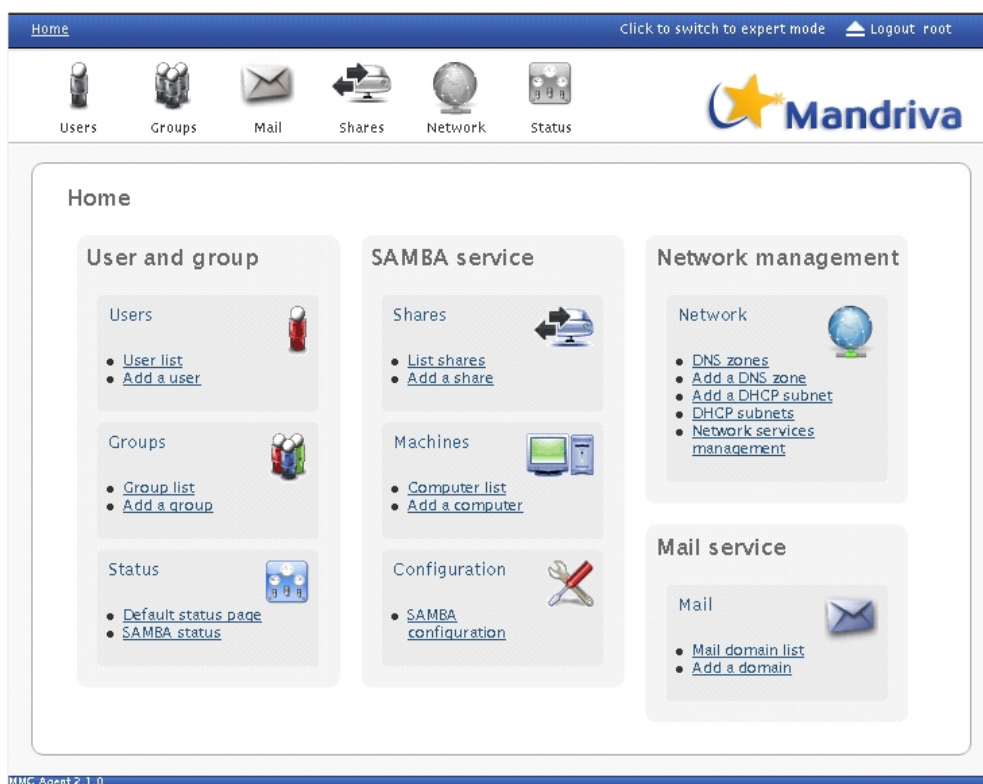 Home
Click to switch to expert mode
Logout root
Users
Groups
Mail
Shares
Network
Status
Mandriva
Home
User and group
Users
User list
Add a user
Groups
Group list
Add a group
Status
Default status page
SAMBA status
SAMBA service
Shares
List shares
Add a share
Machines
Computer list
Add a computer
Configuration
SAMBA
configuration
Network management
Network
DNS zones
Add a DNS zone
Add a DHCP subnet
DHCP subnets
Network services
management
Mail service
Mail
Mail domain list
Add a domain
MMC Agent 2.1.0